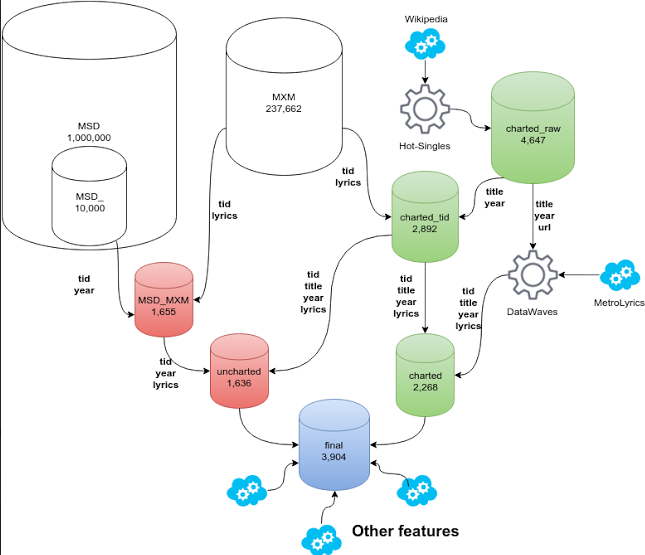 Wikipedia
MXM
237,662
MSD
1,000,000
Hot-Singles
charted_raw
4,647
MSD_
10,000
tid
lyrics
title
year
title
year
url
tid
lyrics
charted_tid
2,892
tid
year
MSD_MXM
1,655
tid
title
year
lyrics
tid
title
year
lyrics
tid
title
year
lyrics
DataWaves
MetroLyrics
tid
year
lyrics
uncharted
1,636
charted
2,268
final
3,904
Other features